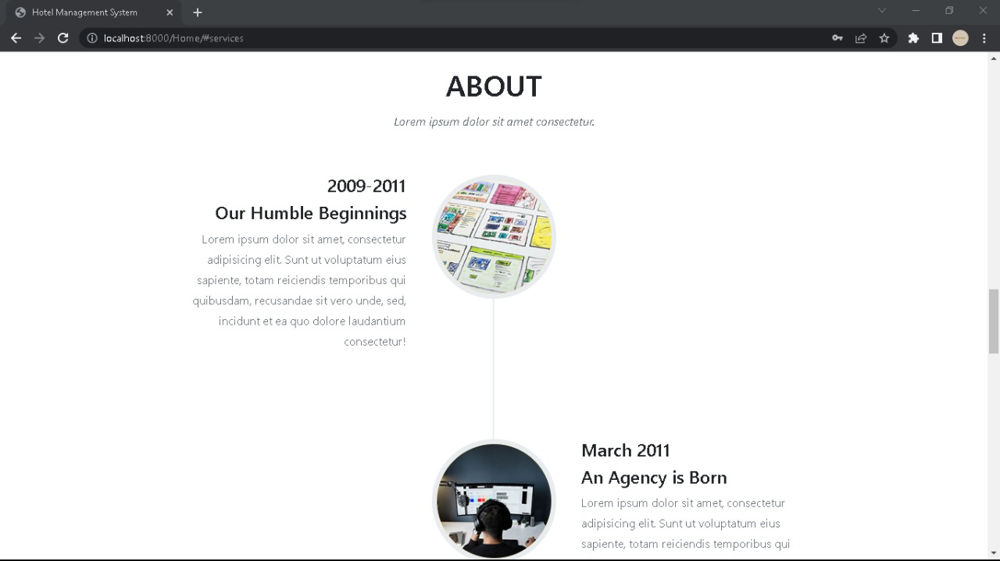 Hotel Management System
localhost:8000/Home/#services
ABOUT
Lorem ipsum dolor sit amet consectetur.
2009-2011
Our Humble Beginnings
Lorem ipsum dolor sit amet, consectetur
adipisicing elit. Sunt ut voluptatum eius
sapiente, totam reiciendis temporibus qui
quibusdam, recusandae sit vero unde, sed,
incidunt et ea quo dolore laudantium
consectetur!
March 2011
An Agency is Born
Lorem ipsum dolor sit amet, consectetur
adipisicing elit. Sunt ut voluptatum eius
sapiente, totam reiciendis temporibus qui